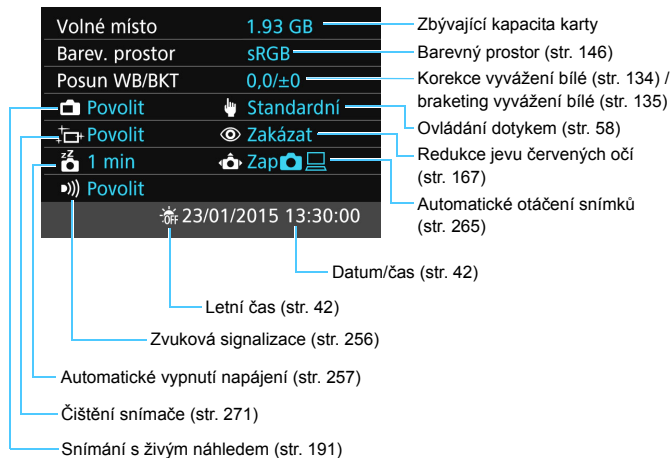 Volné místo 1.93 GB
Barev. prostor sRGB
Posun WB/BKT 0,0/±0
Povolit Standardní
Povolit Zakázat
zZ 1 min Zap
Povolit
OFF 23/01/2015 13:30:00
Zbývající kapacita karty
Barevný prostor (str. 146)
Korekce vyvážení bílé (str. 134) /
braketing vyvážení bílé (str. 135)
Ovládání dotykem (str. 58)
Redukce jevu červených očí
(str. 167)
Automatické otáčení snímků
(str. 265)
Datum/čas (str. 42)
Letní čas (str. 42)
Zvuková signalizace (str. 256)
Automatické vypnutí napájení (str. 257)
Čištění snímače (str. 271)
Snímání s živým náhledem (str. 191)